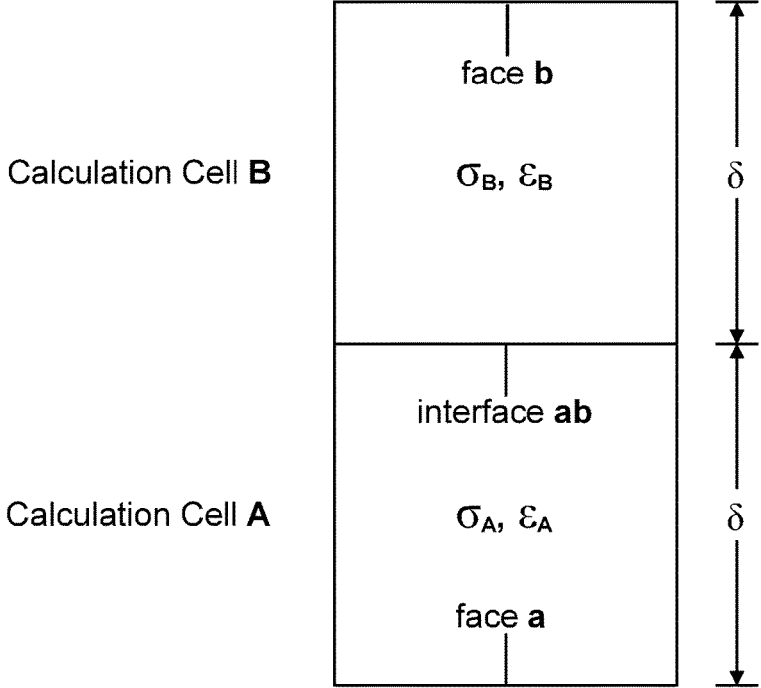 face b
Calculation Cell B
σB, εB
δ
interface ab
Calculation Cell A
σA, εA
δ
face a